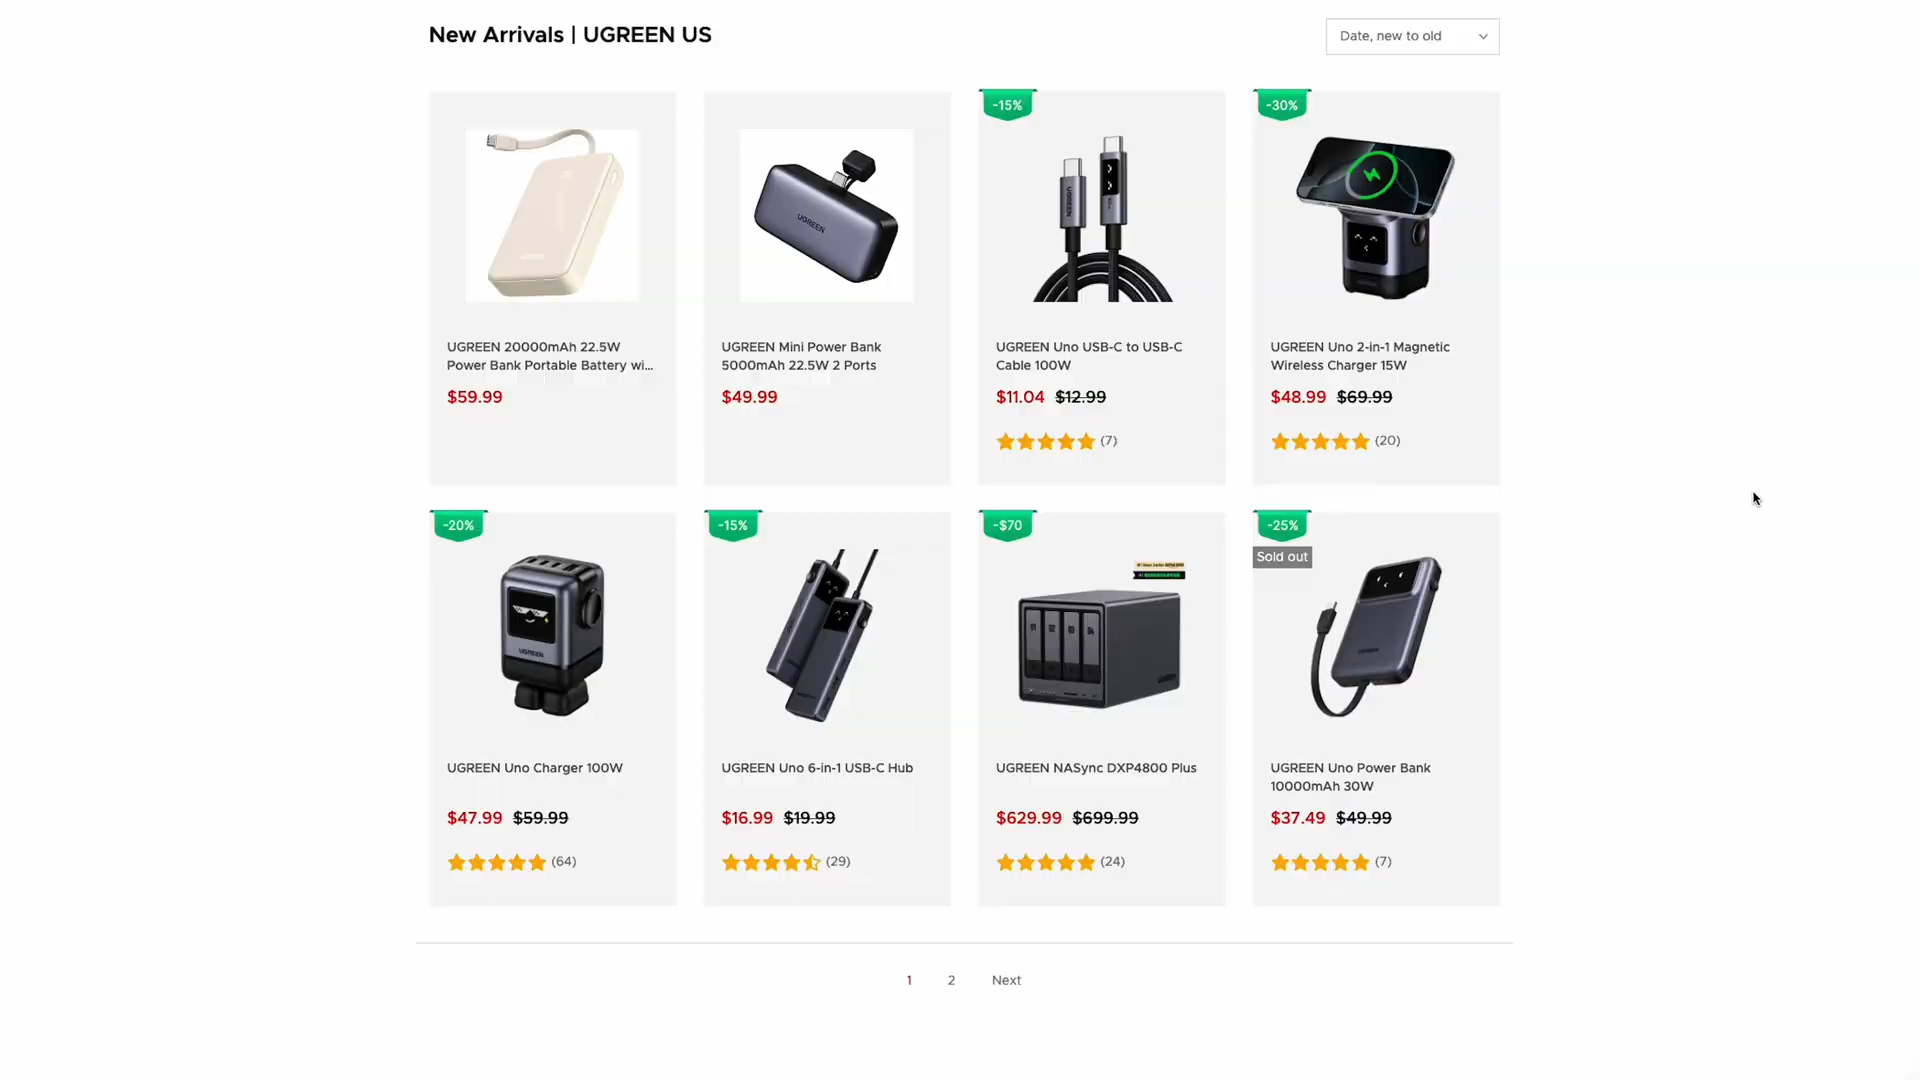 New Arrivals | UGREEN US
Date, new to old
UGREEN
UGREEN 20000mAh 22.5W
Power Bank Portable Battery wi...
$59.99
UGREEN Mini Power Bank
5000mAh 22.5W 2 Ports
$49.99
-15%
UGREEN
UGREEN Uno USB-C to USB-C
Cable 100W
$11.04 $12.99
(7)
-30%
UGREEN Uno 2-in-1 Magnetic
Wireless Charger 15W
$48.99 $69.99
(20)
-20%
UGREEN
UGREEN Uno Charger 100W
$47.99 $59.99
(64)
-15%
UGREEN Uno 6-in-1 USB-C Hub
$16.99 $19.99
(29)
-$70
UGREEN NASync DXP4800 Plus
$629.99 $699.99
(24)
-25%
Sold out
UGREEN Uno Power Bank
10000mAh 30W
$37.49 $49.99
(7)
1 2 Next